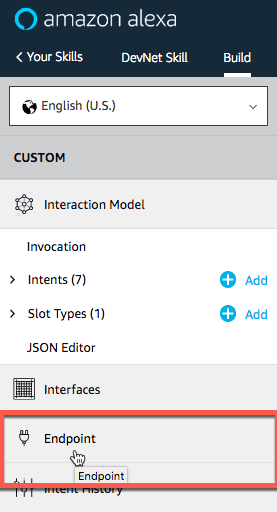 amazon alexa
Your Skills DevNet Skill Build
English (U.S.)
CUSTOM
Interaction Model
Invocation
Intents (7) Add
Slot Types (1) Add
JSON Editor
Interfaces
Endpoint
Endpoint
Intent History